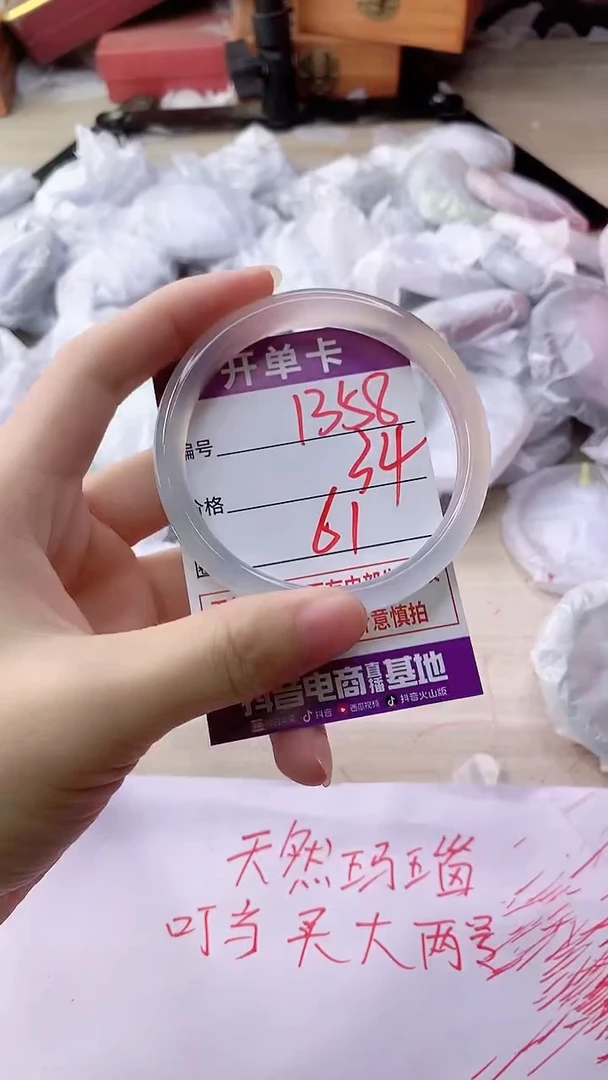 开单卡
编号 1358
价格 34
61
意慎拍
抖音电商直播基地
抖音 西瓜视频 抖音火山版
天然玛瑙
叮当买大两号